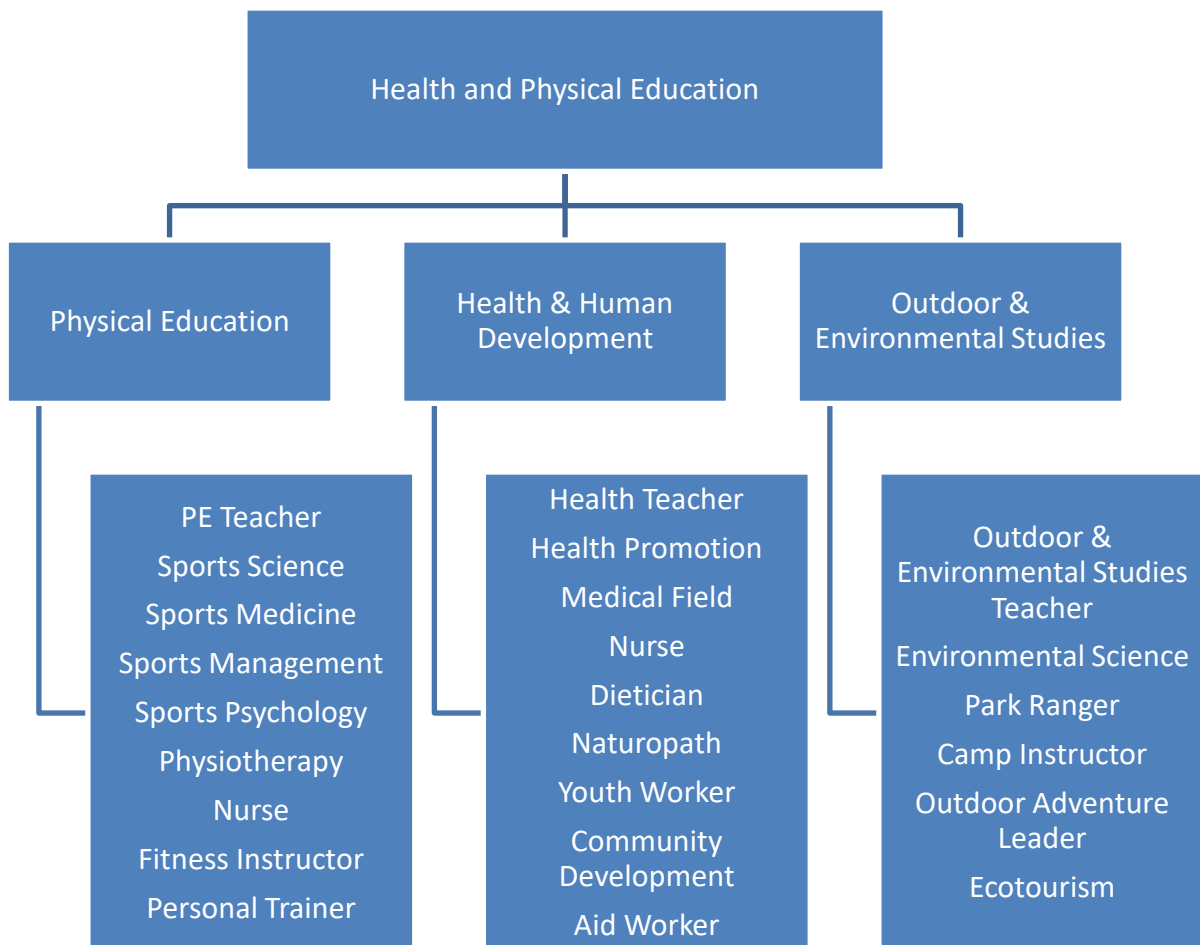 Health and Physical Education
Physical Education
Health & Human
Development
Outdoor &
Environmental Studies
PE Teacher
Sports Science
Sports Medicine
Sports Management
Sports Psychology
Physiotherapy
Nurse
Fitness Instructor
Personal Trainer
Health Teacher
Health Promotion
Medical Field
Nurse
Dietician
Naturopath
Youth Worker
Community
Development
Aid Worker
Outdoor &
Environmental Studies
Teacher
Environmental Science
Park Ranger
Camp Instructor
Outdoor Adventure
Leader
Ecotourism